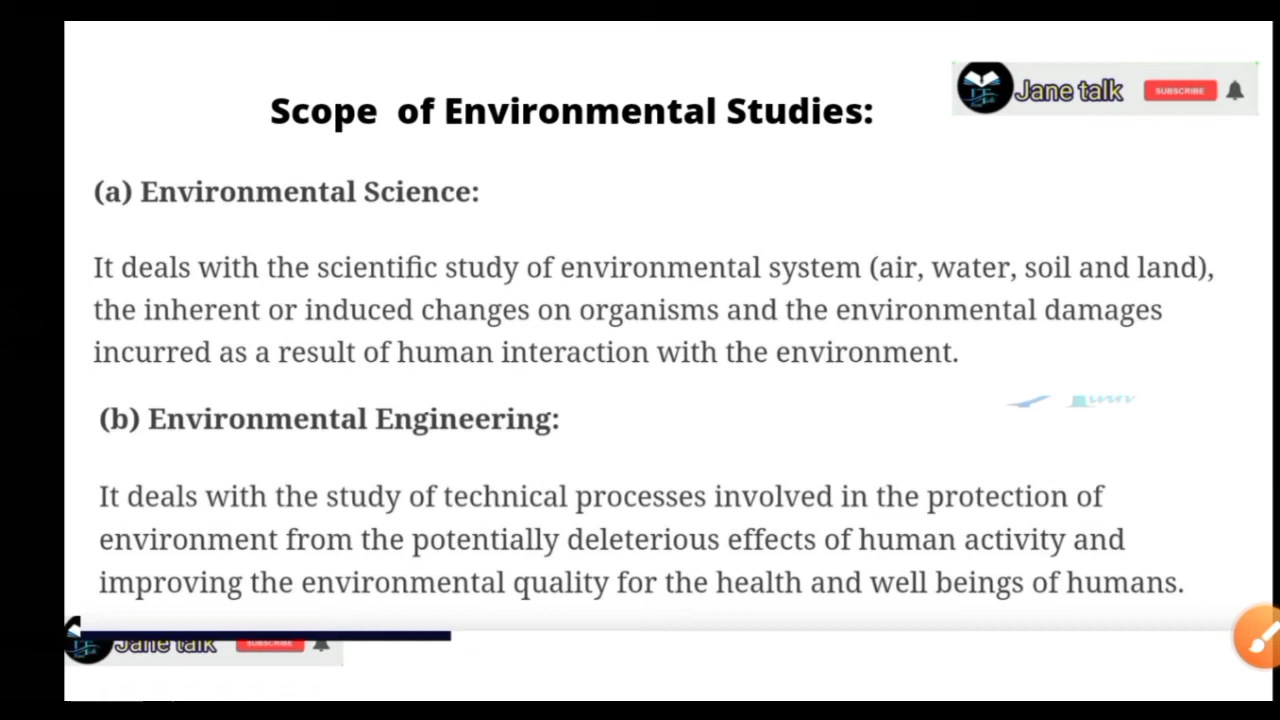 Jane talk SUBSCRIBE
Scope of Environmental Studies:
(a) Environmental Science:
It deals with the scientific study of environmental system (air, water, soil and land),
the inherent or induced changes on organisms and the environmental damages
incurred as a result of human interaction with the environment.
(b) Environmental Engineering:
It deals with the study of technical processes involved in the protection of
environment from the potentially deleterious effects of human activity and
improving the environmental quality for the health and well beings of humans.
Jane talk SUBSCRIBE